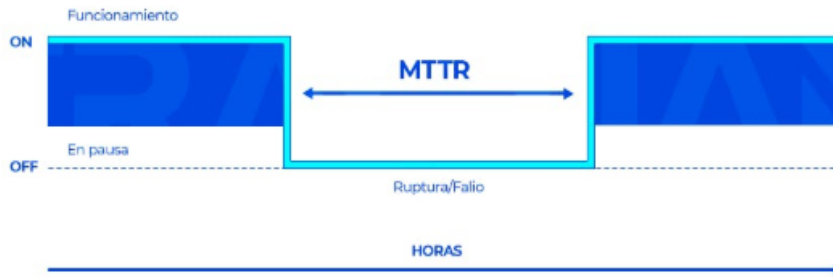 Funcionamiento
ON
MTTR
En pausa
OFF
Ruptura/Falio
HORAS